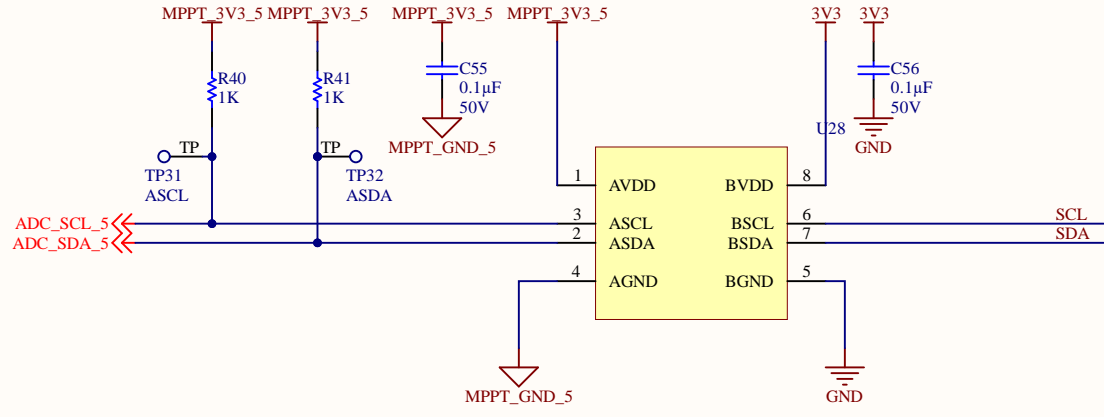 MPPT_3V3_5
MPPT_3V3_5
MPPT_3V3_5
MPPT_3V3_5
3V3
3V3
R40
1K
R41
1K
C55
0.1µF
50V
C56
0.1µF
50V
U28
MPPT_GND_5
GND
TP
TP31
ASCL
TP
TP32
ASDA
1
AVDD
BVDD
8
ADC_SCL_5
3
ASCL
BSCL
6
SCL
ADC_SDA_5
2
ASDA
BSDA
7
SDA
4
AGND
BGND
5
MPPT_GND_5
GND